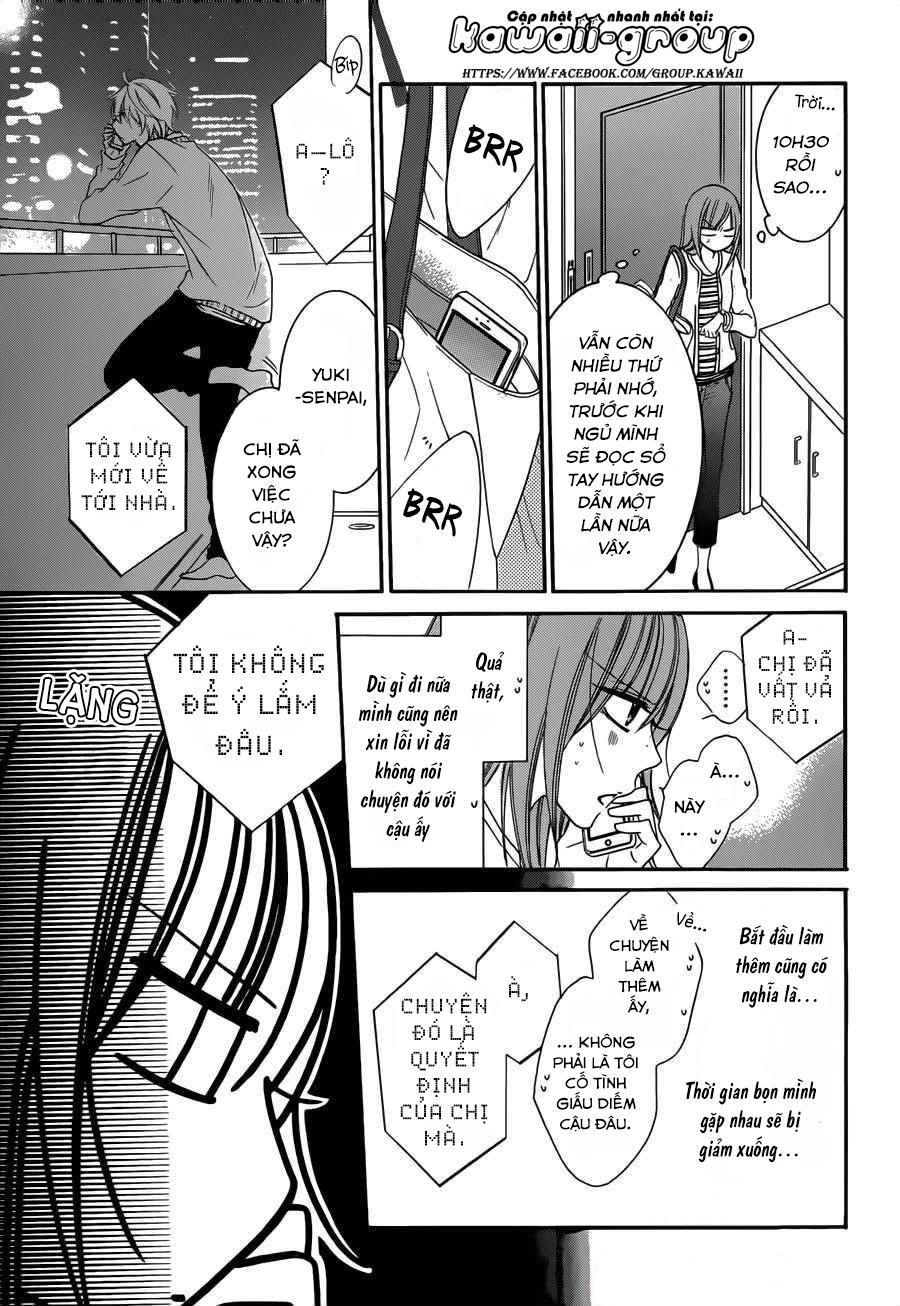 Cập nhật nhanh nhất tại:
kawaii-group
HTTPS://WWW.FACEBOOK.COM/GROUP.KAWAII
Trời...
10H30
RỒI
SAO...
VẪN CÒN
NHIỀU THỨ
PHẢI NHỚ,
TRƯỚC KHI
NGỦ MÌNH
SẼ ĐỌC SỔ
TAY HƯỚNG
DẪN MỘT
LẦN NỮA
VẬY.
BRR
BRR
Bíp
A-LÔ
?
YUKI
-SENPAI,
CHỊ ĐÃ
XONG
VIỆC
CHƯA
VẬY?
TÔI VỪA
MỚI VỀ
TỚI NHÀ.
A-
CHỊ ĐÃ
VẤT VẢ
RỒI.
........
À...
NÀY
...
Quả
thật,
Dù gì đi nữa
mình cũng nên
xin lỗi vì đã
không nói
chuyện đó với
cậu ấy
TÔI KHÔNG
ĐỂ Ý LẮM
ĐÂU.
LẶNG
Bắt đầu làm
thêm cũng có
nghĩa là...
Thời gian bọn mình
gặp nhau sẽ bị
giảm xuống...
Về...
VỀ
CHUYỆN
LÀM
THÊM
ẤY,
... KHÔNG
PHẢI LÀ TÔI
CỐ TÌNH
GIẤU DIẾM
CẬU ĐÂU.
À,
CHUYỆN
ĐÓ LÀ
QUYẾT
ĐỊNH
CỦA CHỊ
MÀ.